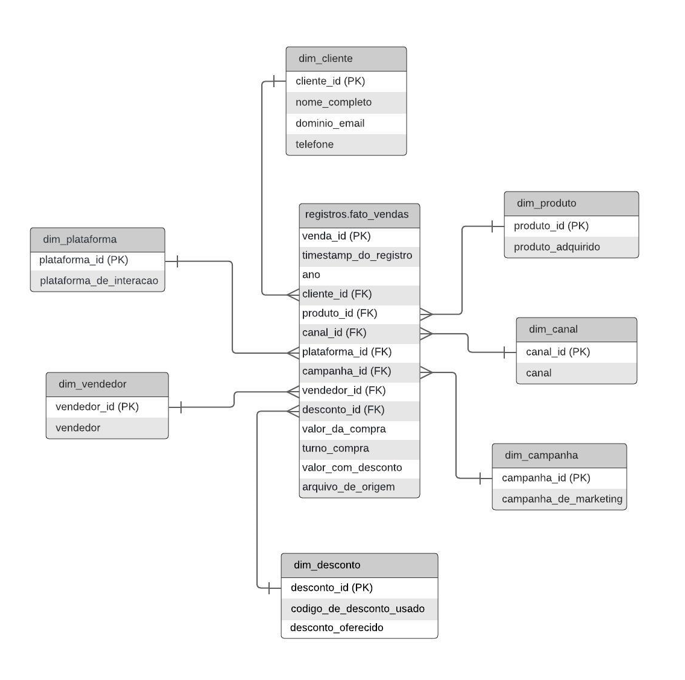 dim_cliente
cliente_id (PK)
nome_completo
dominio_email
telefone
registros.fato_vendas
venda_id (PK)
timestamp_do_registro
ano
cliente_id (FK)
produto_id (FK)
canal_id (FK)
plataforma_id (FK)
campanha_id (FK)
vendedor_id (FK)
desconto_id (FK)
valor_da_compra
turno_compra
valor_com_desconto
arquivo_de_origem
dim_produto
produto_id (PK)
produto_adquirido
dim_plataforma
plataforma_id (PK)
plataforma_de_interacao
dim_canal
canal_id (PK)
canal
dim_vendedor
vendedor_id (PK)
vendedor
dim_campanha
campanha_id (PK)
campanha_de_marketing
dim_desconto
desconto_id (PK)
codigo_de_desconto_usado
desconto_oferecido